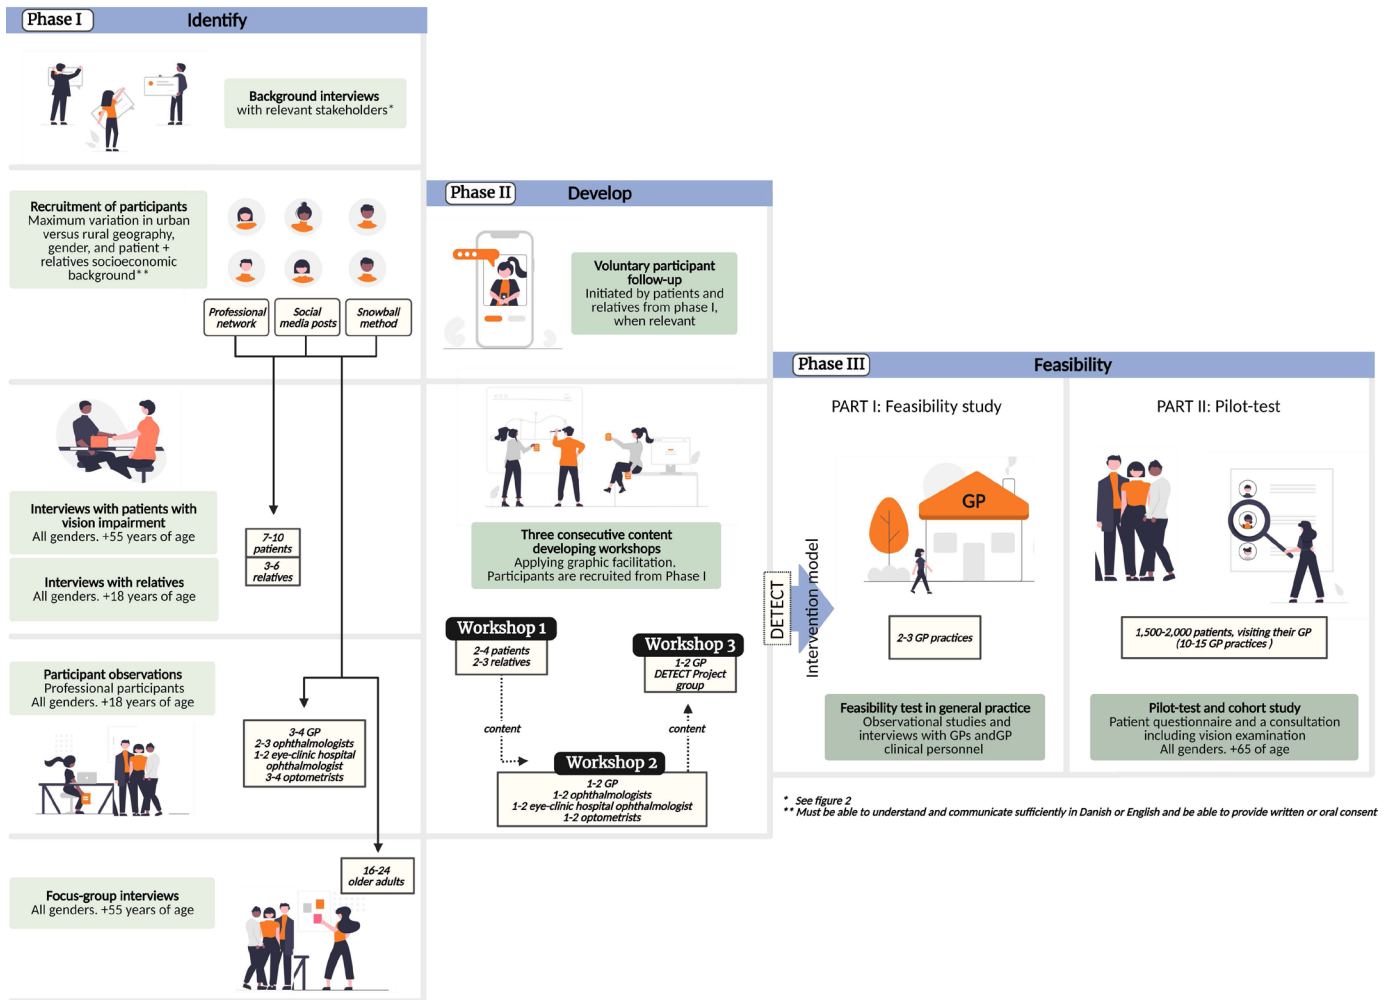 Phase I
Identify
Background interviews
with relevant stakeholders*
Recruitment of participants
Maximum variation in urban
versus rural geography,
gender, and patient +
relatives socioeconomic
background**
Professional
network
Social
media posts
Snowball
method
Interviews with patients with
vision impairment
All genders. +55 years of age
Interviews with relatives
All genders. +18 years of age
7-10
patients
3-6
relatives
Participant observations
Professional participants
All genders. +18 years of age
3-4 GP
2-3 ophthalmologists
1-2 eye-clinic hospital
ophthalmologist
3-4 optometrists
16-24
older adults
Focus-group interviews
All genders. +55 years of age
Phase II
Develop
Voluntary participant
follow-up
Initiated by patients and
relatives from phase I,
when relevant
Three consecutive content
developing workshops
Applying graphic facilitation.
Participants are recruited from Phase I
Workshop 1
2-4 patients
2-3 relatives
content
Workshop 2
1-2 GP
1-2 ophthalmologists
1-2 eye-clinic hospital ophthalmologist
1-2 optometrists
content
Workshop 3
1-2 GP
DETECT Project
group
DETECT
Intervention model
Phase III
Feasibility
PART I: Feasibility study
GP
2-3 GP practices
Feasibility test in general practice
Observational studies and
interviews with GPs andGP
clinical personnel
PART II: Pilot-test
1,500-2,000 patients, visiting their GP
(10-15 GP practices )
Pilot-test and cohort study
Patient questionnaire and a consultation
including vision examination
All genders. +65 of age
* See figure 2
** Must be able to understand and communicate sufficiently in Danish or English and be able to provide written or oral consent